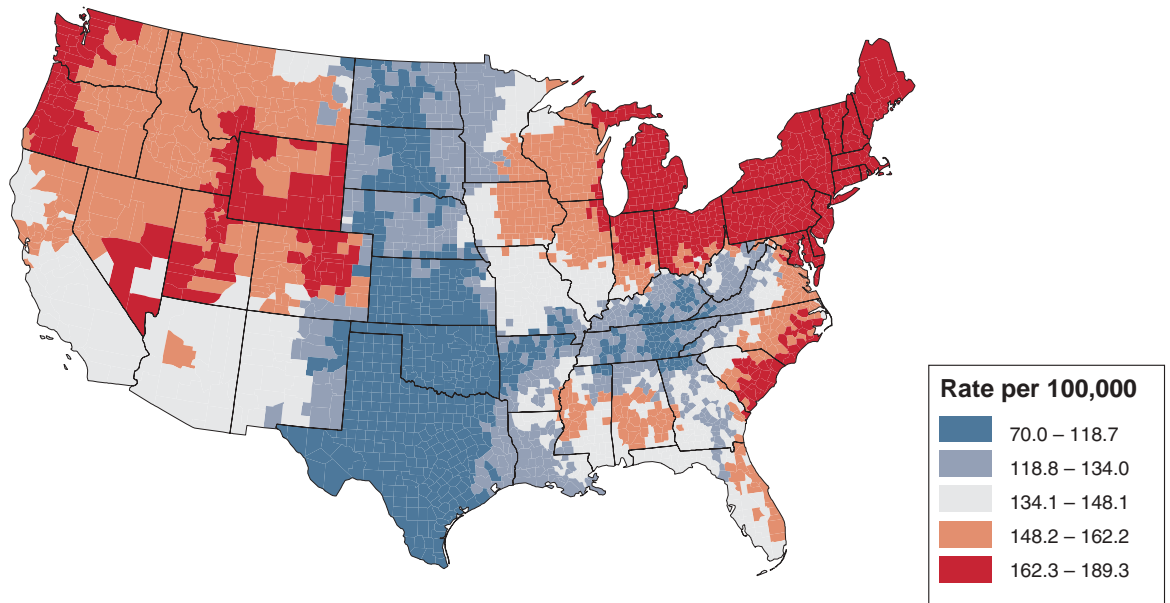 Rate per 100,000
70.0 – 118.7
118.8 – 134.0
134.1 – 148.1
148.2 – 162.2
162.3 – 189.3